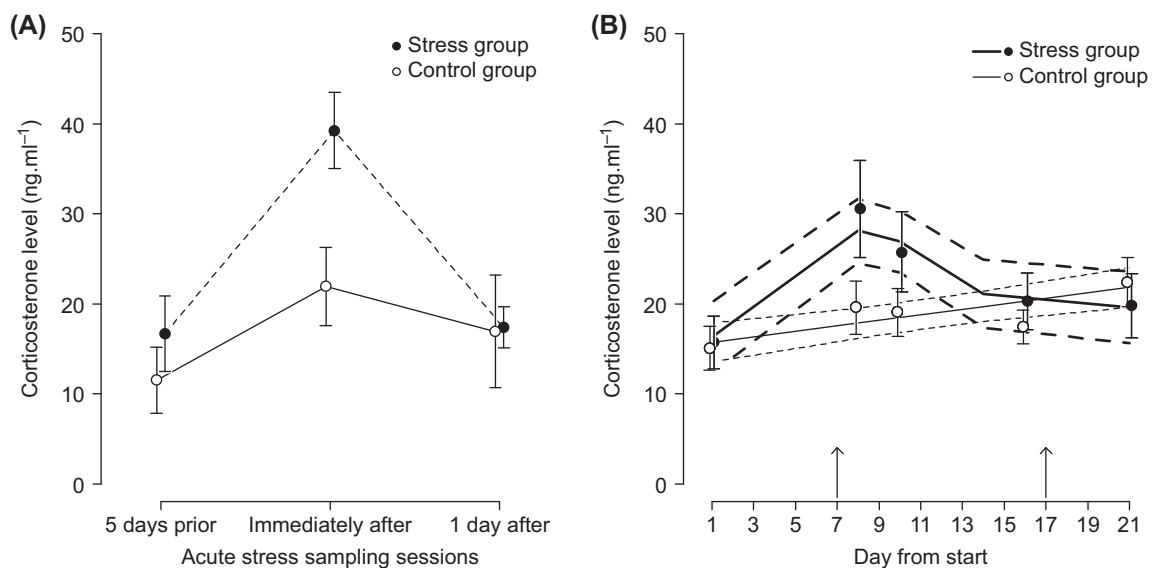 (A)
50
40
30
20
10
0
Corticosterone level (ng.ml⁻¹)
Stress group
Control group
5 days prior Immediately after 1 day after
Acute stress sampling sessions
(B)
50
40
30
20
10
0
Corticosterone level (ng.ml⁻¹)
Stress group
Control group
1 3 5 7 9 11 13 15 17 19 21
Day from start